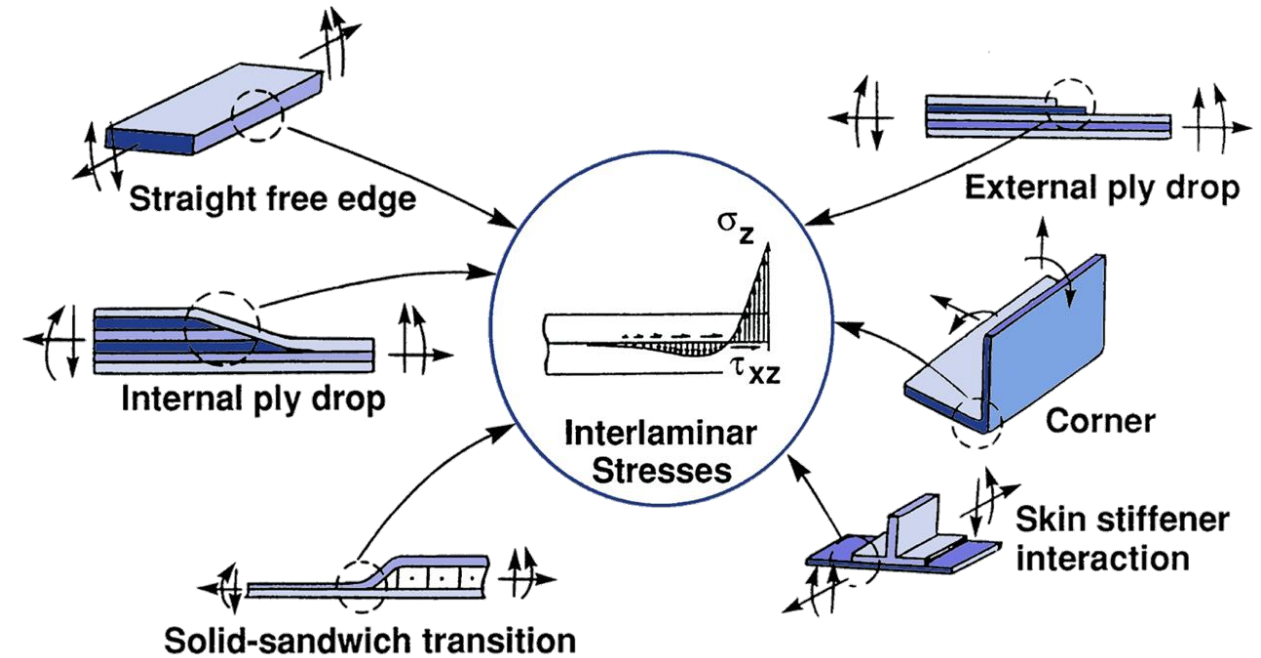 Straight free edge
External ply drop
σz
τxz
Interlaminar
Stresses
Internal ply drop
Corner
Skin stiffener
interaction
Solid-sandwich transition